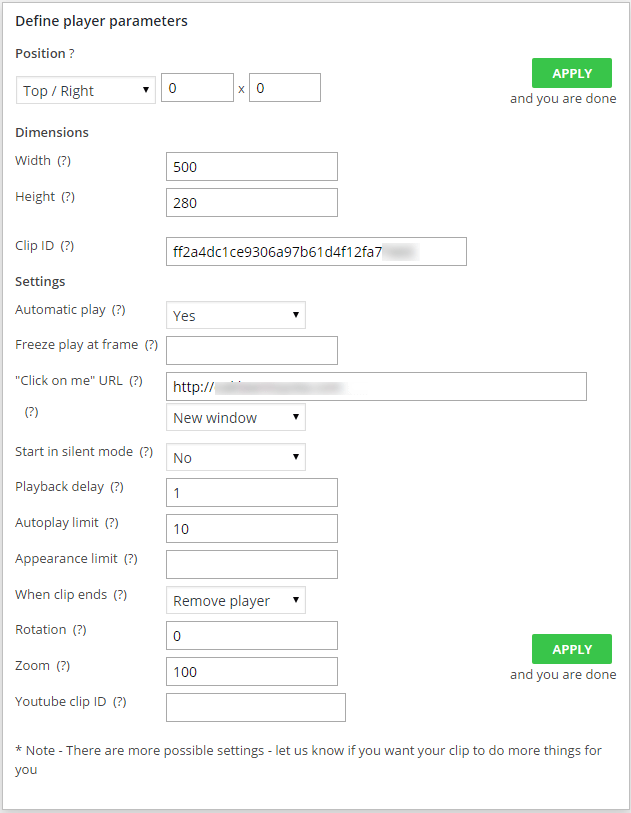 Define player parameters
Position ?
Top / Right 0 x 0
APPLY
and you are done
Dimensions
Width (?) 500
Height (?) 280
Clip ID (?) ff2a4dc1ce9306a97b61d4f12fa7
Settings
Automatic play (?) Yes
Freeze play at frame (?)
"Click on me" URL (?) http://
(?) New window
Start in silent mode (?) No
Playback delay (?) 1
Autoplay limit (?) 10
Appearance limit (?)
When clip ends (?) Remove player
Rotation (?) 0
Zoom (?) 100
APPLY
and you are done
Youtube clip ID (?)
* Note - There are more possible settings - let us know if you want your clip to do more things for
you